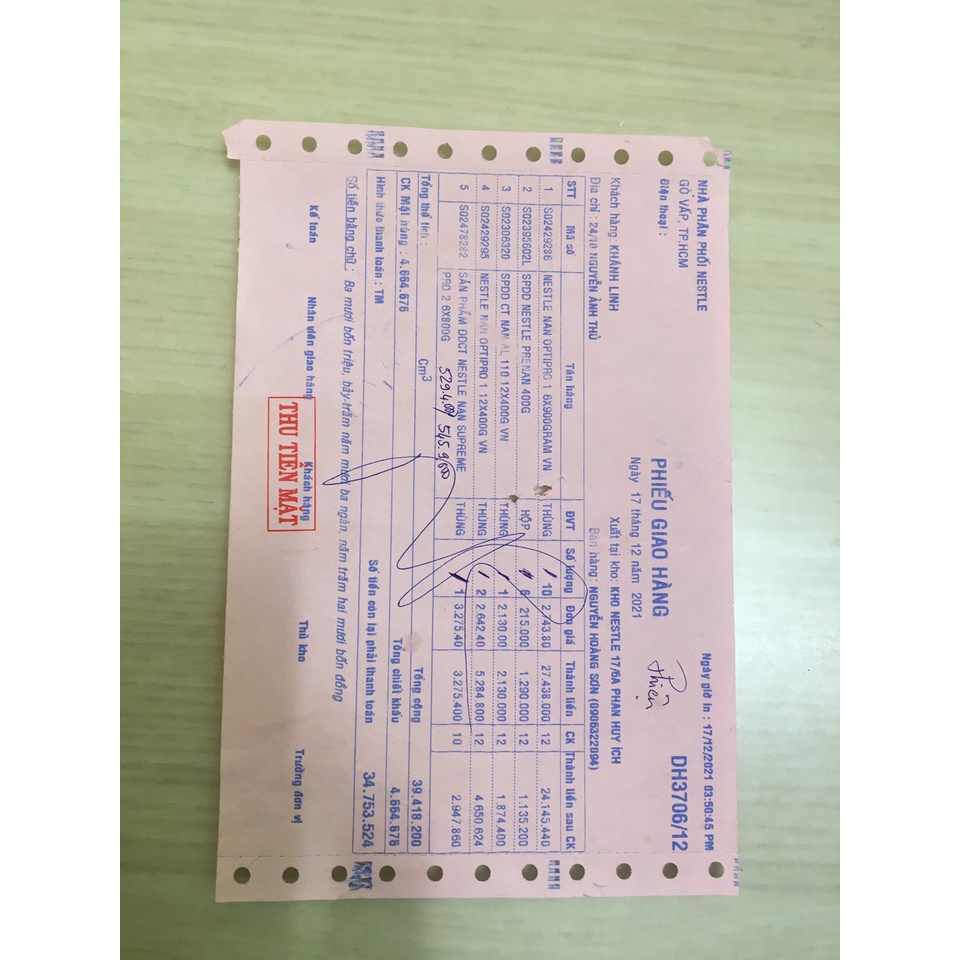 NHÀ PHÂN PHỐI NESTLE
GÒ VẤP, TP.HCM
Điện thoại :
Ngày giờ in : 17/12/2021 03:50:45 PM
DH3706/12
PHIẾU GIAO HÀNG
Ngày 17 tháng 12 năm 2021
Thiện
Khách hàng: KHÁNH LINH
Xuất tại kho: KHO NESTLE 17/6A PHAN HUY ÍCH
Địa chỉ : 24/10 NGUYỄN ẢNH THỦ
Bán hàng : NGUYỄN HOÀNG SƠN (0906322094)
STT Mã số Tên hàng ĐVT Số lượng Đơn giá Thành tiền CK Thành tiền sau CK
1 S02429286 NESTLE NAN OPTIPRO 1 6X900GRAM VN THÙNG 10 2.743.80 27.438.000 12 24.145.440
2 S02395602L SPDD NESTLE PRENAN 400G HỘP 6 215.000 1.290.000 12 1.135.200
3 S02306320 SPDD CT NAN AL 110 12X400G VN THÙNG 1 2.130.00 2.130.000 12 1.874.400
4 S02429295 NESTLE NAN OPTIPRO 1 12X400G VN THÙNG 2 2.642.40 5.284.800 12 4.650.624
5 S02478282 SẢN PHẨM DDCT NESTLE NAN SUPREME THÙNG 1 3.275.40 3.275.400 10 2.947.860
PRO 2 6X800G
Tổng thể tích : Cm3 Tổng cộng 39.418.200
CK Mặt hàng : 4.664.676 Tổng chiết khấu 4.664.676
Hình thức thanh toán : TM Số tiền còn lại phải thanh toán 34.753.524
Số tiền bằng chữ : Ba mươi bốn triệu, bảy trăm năm mươi ba ngàn, năm trăm hai mươi bốn đồng
Kế toán Nhân viên giao hàng Khách hàng Thủ kho Trưởng đơn vị
THU TIỀN MẶT